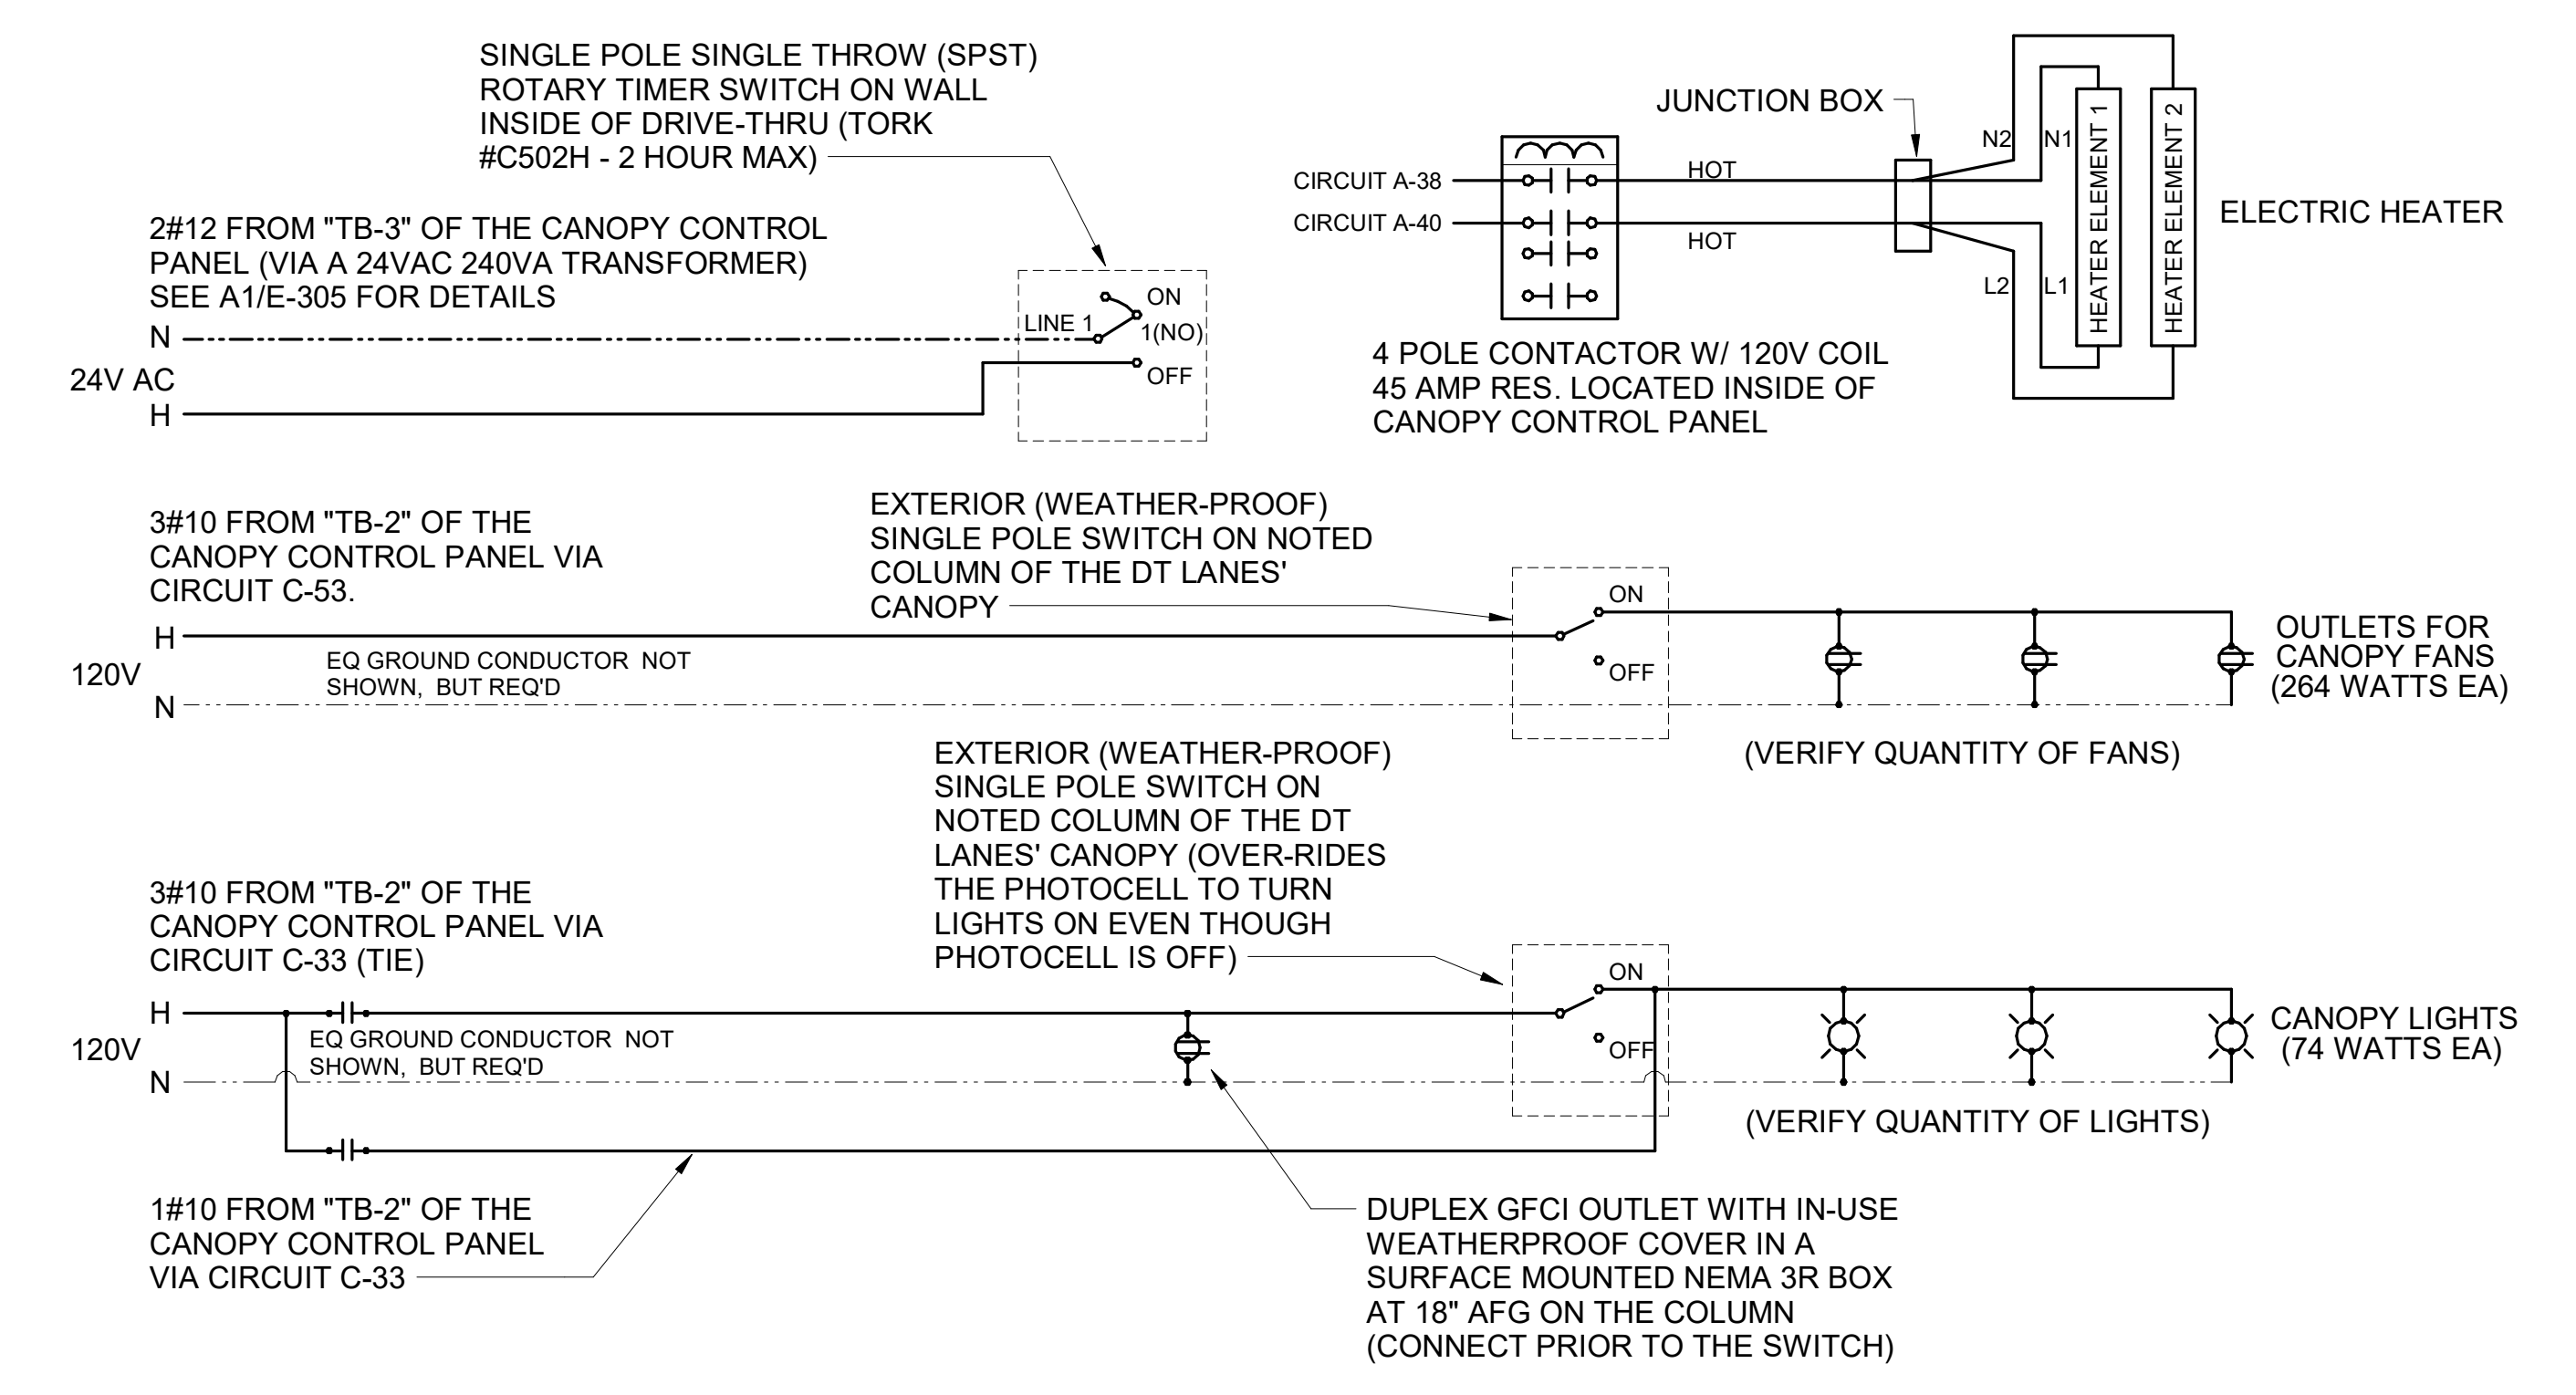 SINGLE POLE SINGLE THROW (SPST)
ROTARY TIMER SWITCH ON WALL
INSIDE OF DRIVE-THRU (TORK
#C502H - 2 HOUR MAX)
2#12 FROM "TB-3" OF THE CANOPY CONTROL
PANEL (VIA A 24VAC 240VA TRANSFORMER)
SEE A1/E-305 FOR DETAILS
N
24V AC
H
LINE 1
ON
1(NO)
OFF
JUNCTION BOX
CIRCUIT A-38
CIRCUIT A-40
HOT
HOT
N2
N1
L2
L1
HEATER ELEMENT 1
HEATER ELEMENT 2
ELECTRIC HEATER
4 POLE CONTACTOR W/ 120V COIL
45 AMP RES. LOCATED INSIDE OF
CANOPY CONTROL PANEL
3#10 FROM "TB-2" OF THE
CANOPY CONTROL PANEL VIA
CIRCUIT C-53.
H
120V
N
EQ GROUND CONDUCTOR  NOT
SHOWN,  BUT REQ'D
EXTERIOR (WEATHER-PROOF)
SINGLE POLE SWITCH ON NOTED
COLUMN OF THE DT LANES'
CANOPY
ON
OFF
OUTLETS FOR
CANOPY FANS
(264 WATTS EA)
(VERIFY QUANTITY OF FANS)
EXTERIOR (WEATHER-PROOF)
SINGLE POLE SWITCH ON
NOTED COLUMN OF THE DT
LANES' CANOPY (OVER-RIDES
THE PHOTOCELL TO TURN
LIGHTS ON EVEN THOUGH
PHOTOCELL IS OFF)
3#10 FROM "TB-2" OF THE
CANOPY CONTROL PANEL VIA
CIRCUIT C-33 (TIE)
H
120V
N
EQ GROUND CONDUCTOR  NOT
SHOWN,  BUT REQ'D
ON
OFF
CANOPY LIGHTS
(74 WATTS EA)
(VERIFY QUANTITY OF LIGHTS)
1#10 FROM "TB-2" OF THE
CANOPY CONTROL PANEL
VIA CIRCUIT C-33
DUPLEX GFCI OUTLET WITH IN-USE
WEATHERPROOF COVER IN A
SURFACE MOUNTED NEMA 3R BOX
AT 18" AFG ON THE COLUMN
(CONNECT PRIOR TO THE SWITCH)